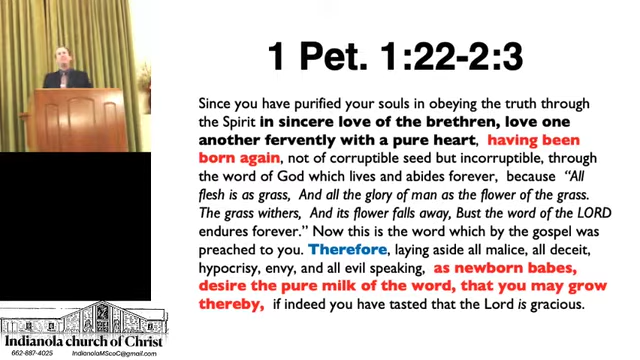 1 Pet. 1:22-2:3
Since you have purified your souls in obeying the truth through
the Spirit in sincere love of the brethren, love one
another fervently with a pure heart, having been
born again, not of corruptible seed but incorruptible, through
the word of God which lives and abides forever, because “All
flesh is as grass, And all the glory of man as the flower of the grass.
The grass withers, And its flower falls away, Bust the word of the LORD
endures forever.” Now this is the word which by the gospel was
preached to you. Therefore, laying aside all malice, all deceit,
hypocrisy, envy, and all evil speaking, as newborn babes,
desire the pure milk of the word, that you may grow
thereby, if indeed you have tasted that the Lord is gracious.
Indianola church of Christ
662-887-4025 IndianolaMSCoC@gmail.com